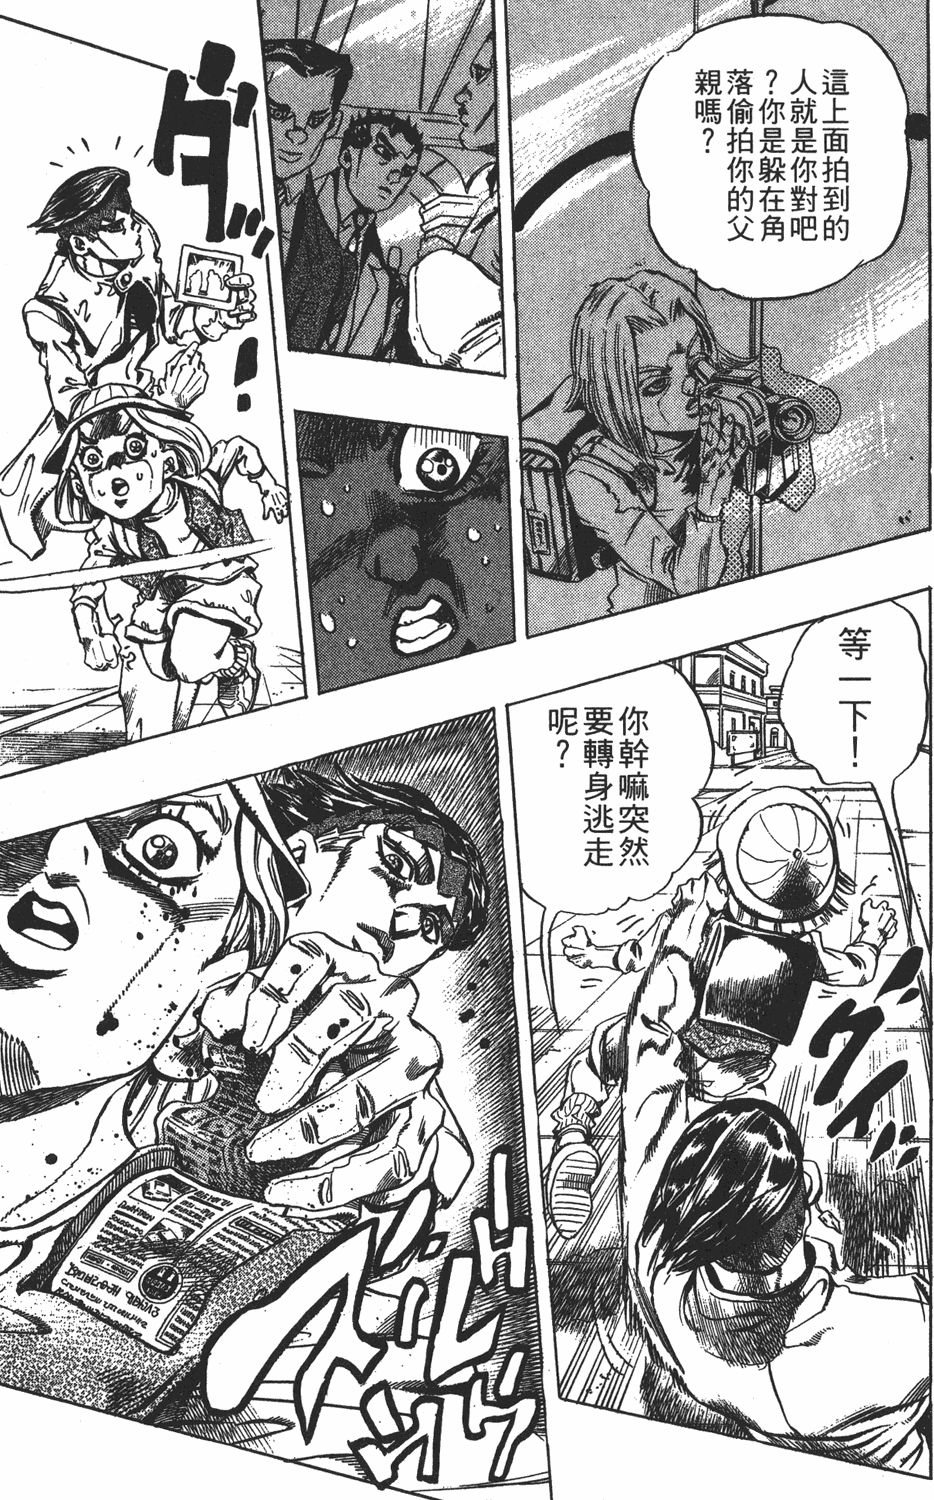 這上面拍到的
人就是你對吧
？你是躲在角
落偷拍你的父
親嗎？
ダッ！
等一下！
你幹嘛突然
要轉身逃走
呢？
グイッ